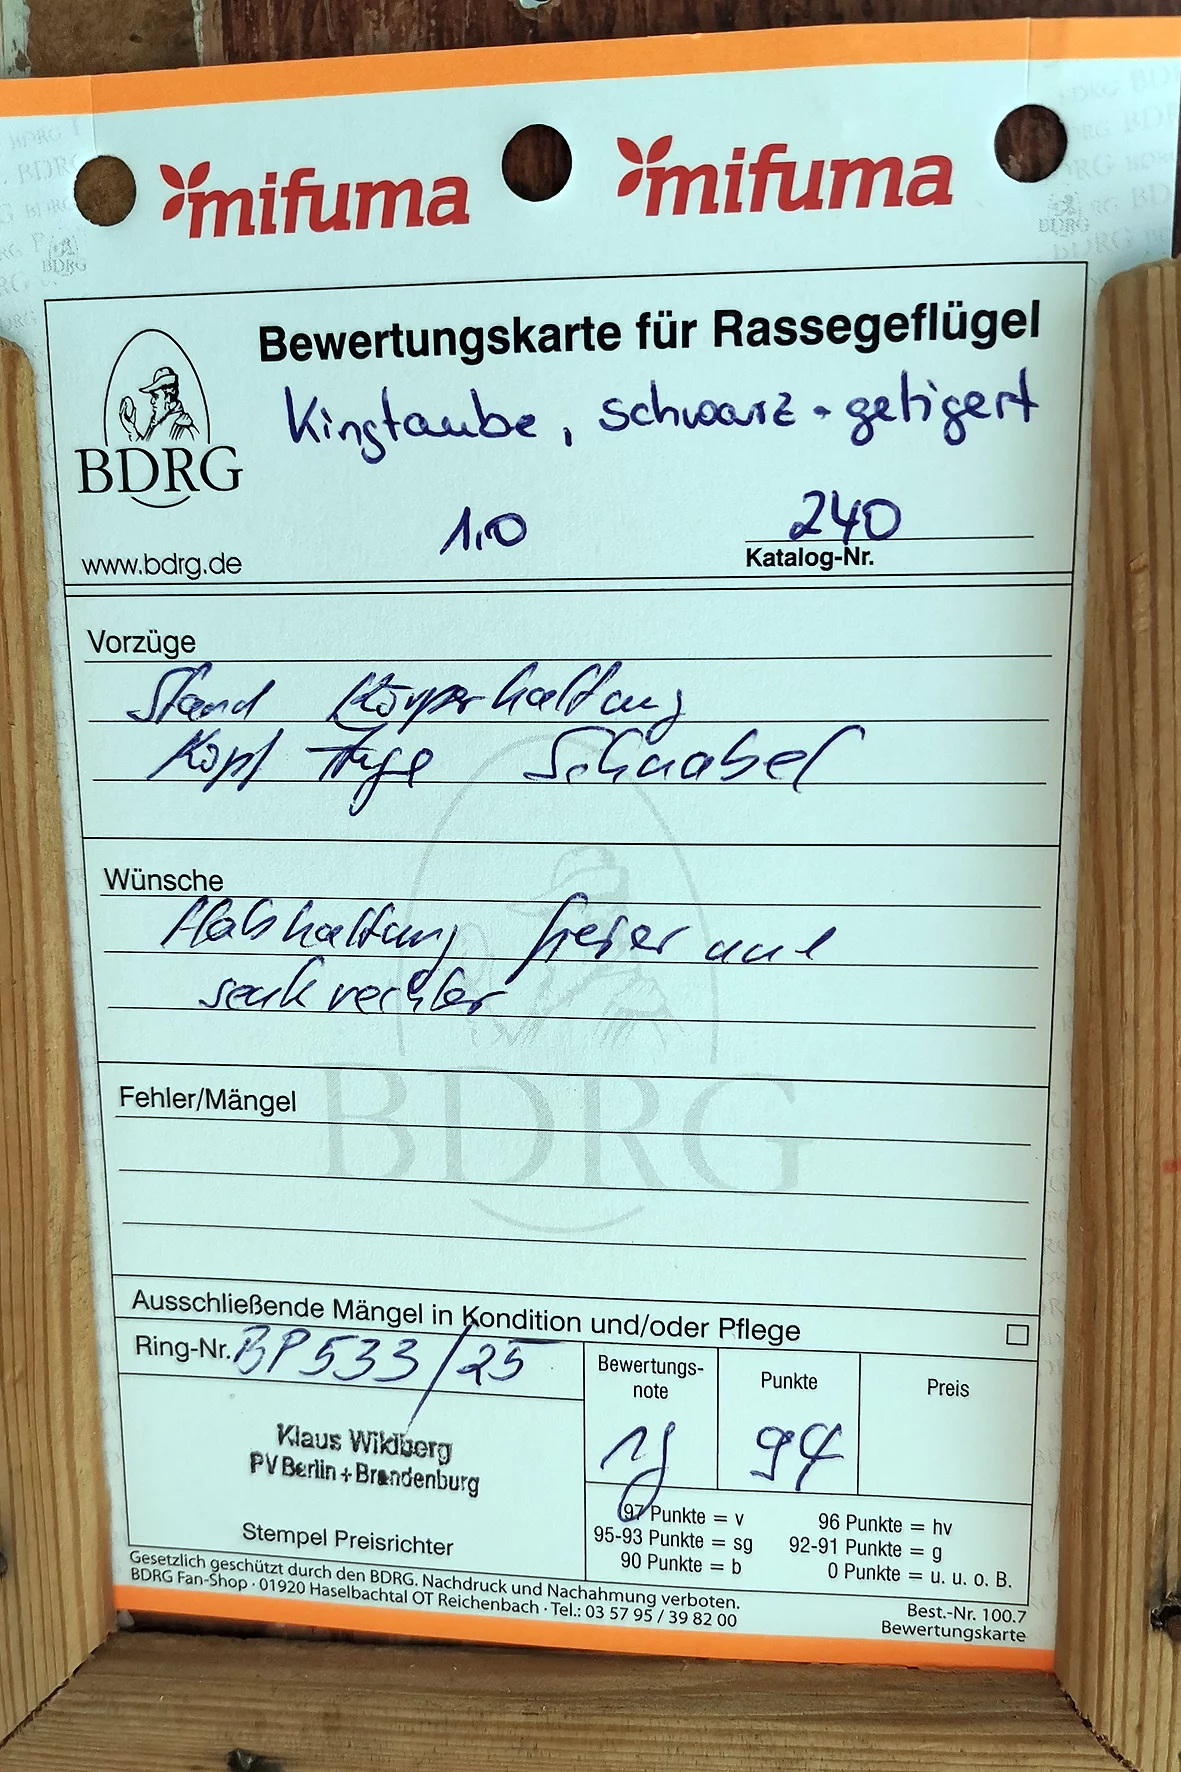 mifuma mifuma
Bewertungskarte für Rassegeflügel
Kingtaube, schwarz-getigert
BDRG
1,0
240
www.bdrg.de
Katalog-Nr.
Vorzüge
Stand Körperhaltung
Kopf Auge Schnabel
Wünsche
Halshaltung freier und
senkrechter
BDRG
Fehler/Mängel
Ausschließende Mängel in Kondition und/oder Pflege
Ring-Nr. BP533/25
Bewertungs-
note
Punkte
Preis
sg
94
Klaus Wildberg
PV Berlin + Brandenburg
Stempel Preisrichter
97 Punkte = v 96 Punkte = hv
95-93 Punkte = sg 92-91 Punkte = g
90 Punkte = b 0 Punkte = u. u. o. B.
Gesetzlich geschützt durch den BDRG. Nachdruck und Nachahmung verboten.
BDRG Fan-Shop · 01920 Haselbachtal OT Reichenbach · Tel.: 03 57 95 / 39 82 00
Best.-Nr. 100.7
Bewertungskarte